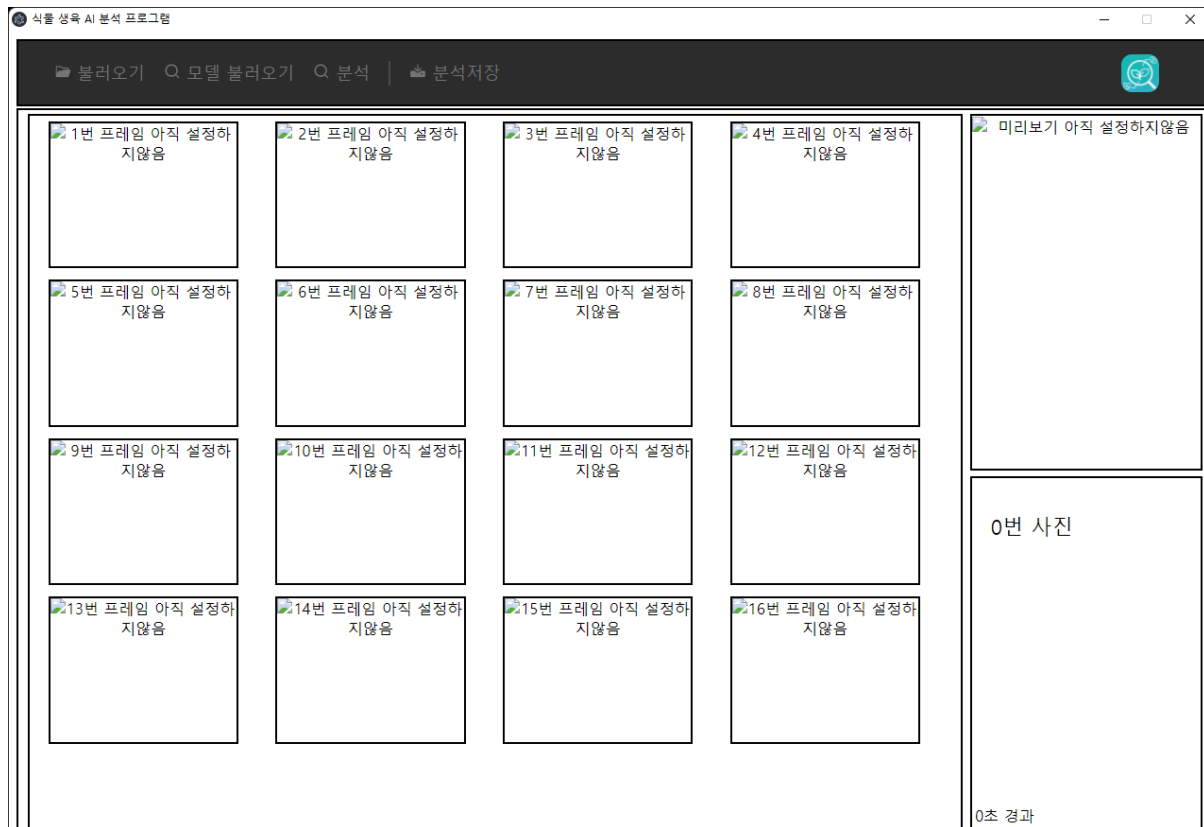 식물 생육 AI 분석 프로그램
불러오기 모델 불러오기 분석 분석저장
1번 프레임 아직 설정하
지않음
2번 프레임 아직 설정하
지않음
3번 프레임 아직 설정하
지않음
4번 프레임 아직 설정하
지않음
5번 프레임 아직 설정하
지않음
6번 프레임 아직 설정하
지않음
7번 프레임 아직 설정하
지않음
8번 프레임 아직 설정하
지않음
9번 프레임 아직 설정하
지않음
10번 프레임 아직 설정하
지않음
11번 프레임 아직 설정하
지않음
12번 프레임 아직 설정하
지않음
13번 프레임 아직 설정하
지않음
14번 프레임 아직 설정하
지않음
15번 프레임 아직 설정하
지않음
16번 프레임 아직 설정하
지않음
미리보기 아직 설정하지않음
0번 사진
0초 경과